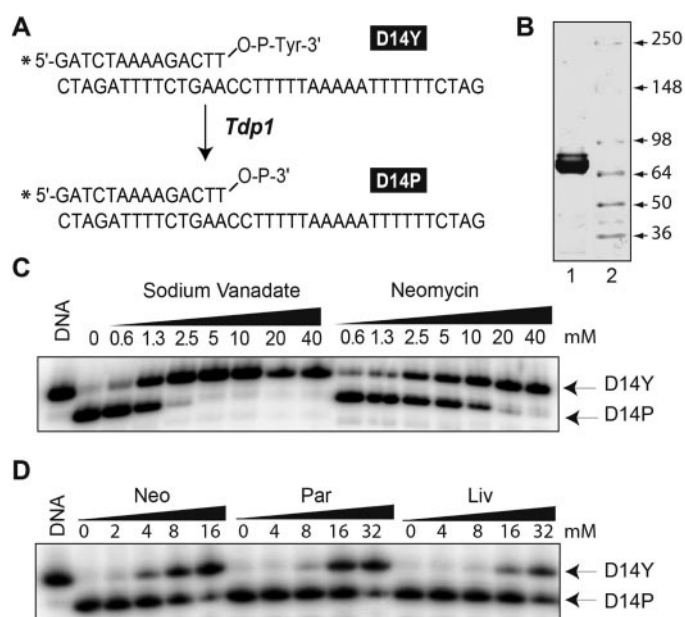 A
O-P-Tyr-3'
D14Y
* 5'-GATCTAAAAGACTT
CTAGATTTTCTGAACCTTTTTAAAAATTTTTTCTAG
Tdp1
O-P-3'
D14P
* 5'-GATCTAAAAGACTT
CTAGATTTTCTGAACCTTTTTAAAAATTTTTTCTAG
B
250
148
98
64
50
36
1 2
C
Sodium Vanadate Neomycin
DNA
0 0.6 1.3 2.5 5 10 20 40 0.6 1.3 2.5 5 10 20 40 mM
D14Y
D14P
D
Neo Par Liv
DNA
0 2 4 8 16 0 4 8 16 32 0 4 8 16 32 mM
D14Y
D14P